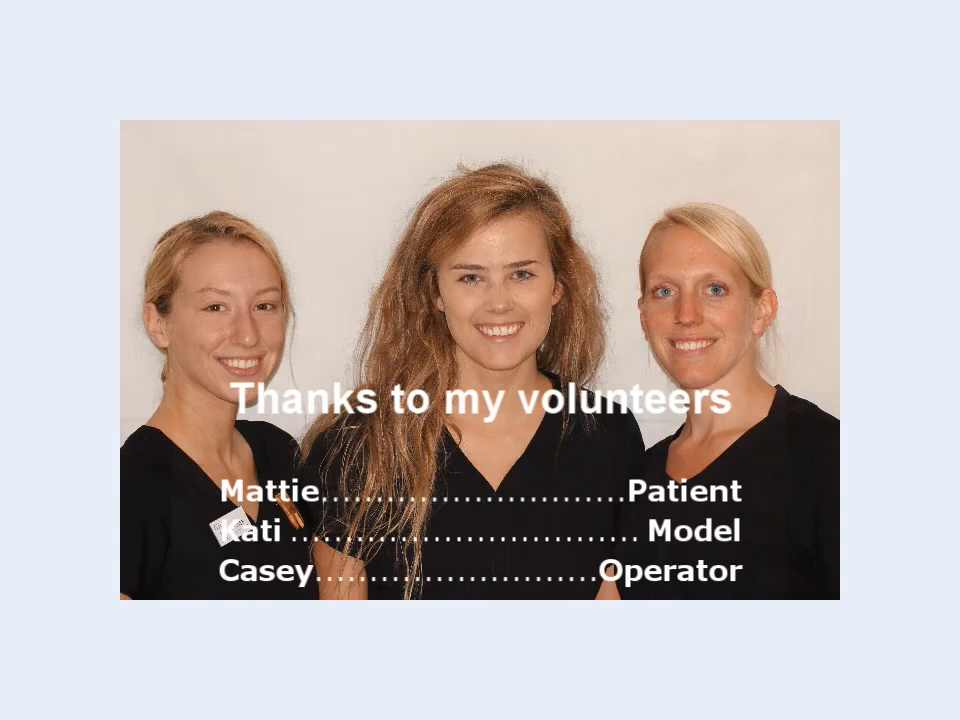 Thanks to my volunteers
Mattie............................Patient
Kati ................................ Model
Casey..........................Operator